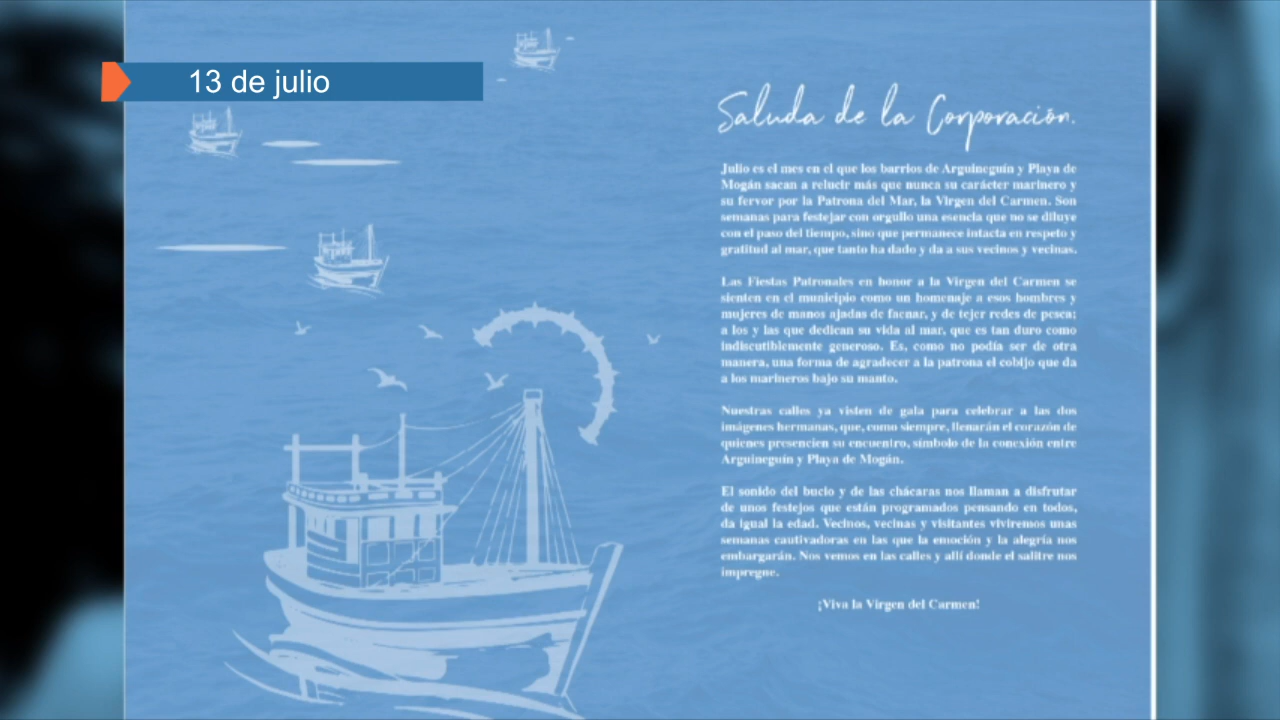 13 de julio
Saluda de la Corporación.
Julio es el mes en el que los barrios de Arguineguín y Playa de
Mogán sacan a relucir más que nunca su carácter marinero y
su fervor por la Patrona del Mar, la Virgen del Carmen. Son
semanas para festejar con orgullo una esencia que no se diluye
con el paso del tiempo, sino que permanece intacta en respeto y
gratitud al mar, que tanto ha dado y da a sus vecinos y vecinas.
Las Fiestas Patronales en honor a la Virgen del Carmen se
sienten en el municipio como un homenaje a esos hombres y
mujeres de manos ajadas de faenar, y de tejer redes de pesca;
a los y las que dedican su vida al mar, que es tan duro como
indiscutiblemente generoso. Es, como no podía ser de otra
manera, una forma de agradecer a la patrona el cobijo que da
a los marineros bajo su manto.
Nuestras calles ya visten de gala para celebrar a las dos
imágenes hermanas, que, como siempre, llenarán el corazón de
quienes presencien su encuentro, símbolo de la conexión entre
Arguineguín y Playa de Mogán.
El sonido del bucio y de las chácaras nos llaman a disfrutar
de unos festejos que están programados pensando en todos,
da igual la edad. Vecinos, vecinas y visitantes viviremos unas
semanas cautivadoras en las que la emoción y la alegría nos
embargarán. Nos vemos en las calles y allí donde el salitre nos
impregne.
¡Viva la Virgen del Carmen!